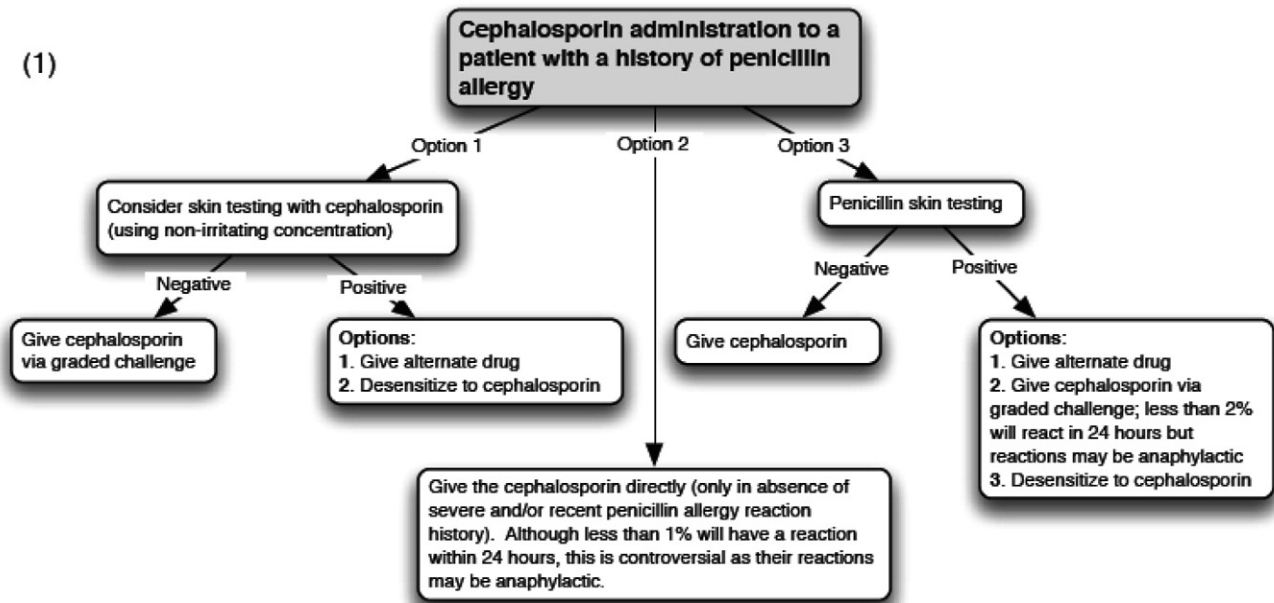 (1)
Cephalosporin administration to a
patient with a history of penicillin
allergy
Option 1
Option 2
Option 3
Consider skin testing with cephalosporin
(using non-irritating concentration)
Penicillin skin testing
Negative
Positive
Negative
Positive
Give cephalosporin
via graded challenge
Options:
1. Give alternate drug
2. Desensitize to cephalosporin
Give cephalosporin
Options:
1. Give alternate drug
2. Give cephalosporin via
graded challenge; less than 2%
will react in 24 hours but
reactions may be anaphylactic
3. Desensitize to cephalosporin
Give the cephalosporin directly (only in absence of
severe and/or recent penicillin allergy reaction
history).  Although less than 1% will have a reaction
within 24 hours, this is controversial as their reactions
may be anaphylactic.